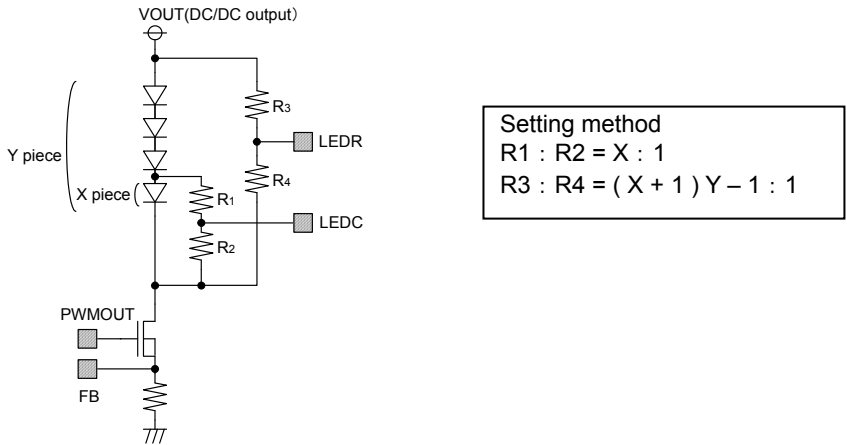 VOUT(DC/DC output)
R3
LEDR
Y piece
R4
X piece
R1
LEDC
R2
PWMOUT
FB
Setting method
R1 : R2 = X : 1
R3 : R4 = ( X + 1 ) Y – 1 : 1